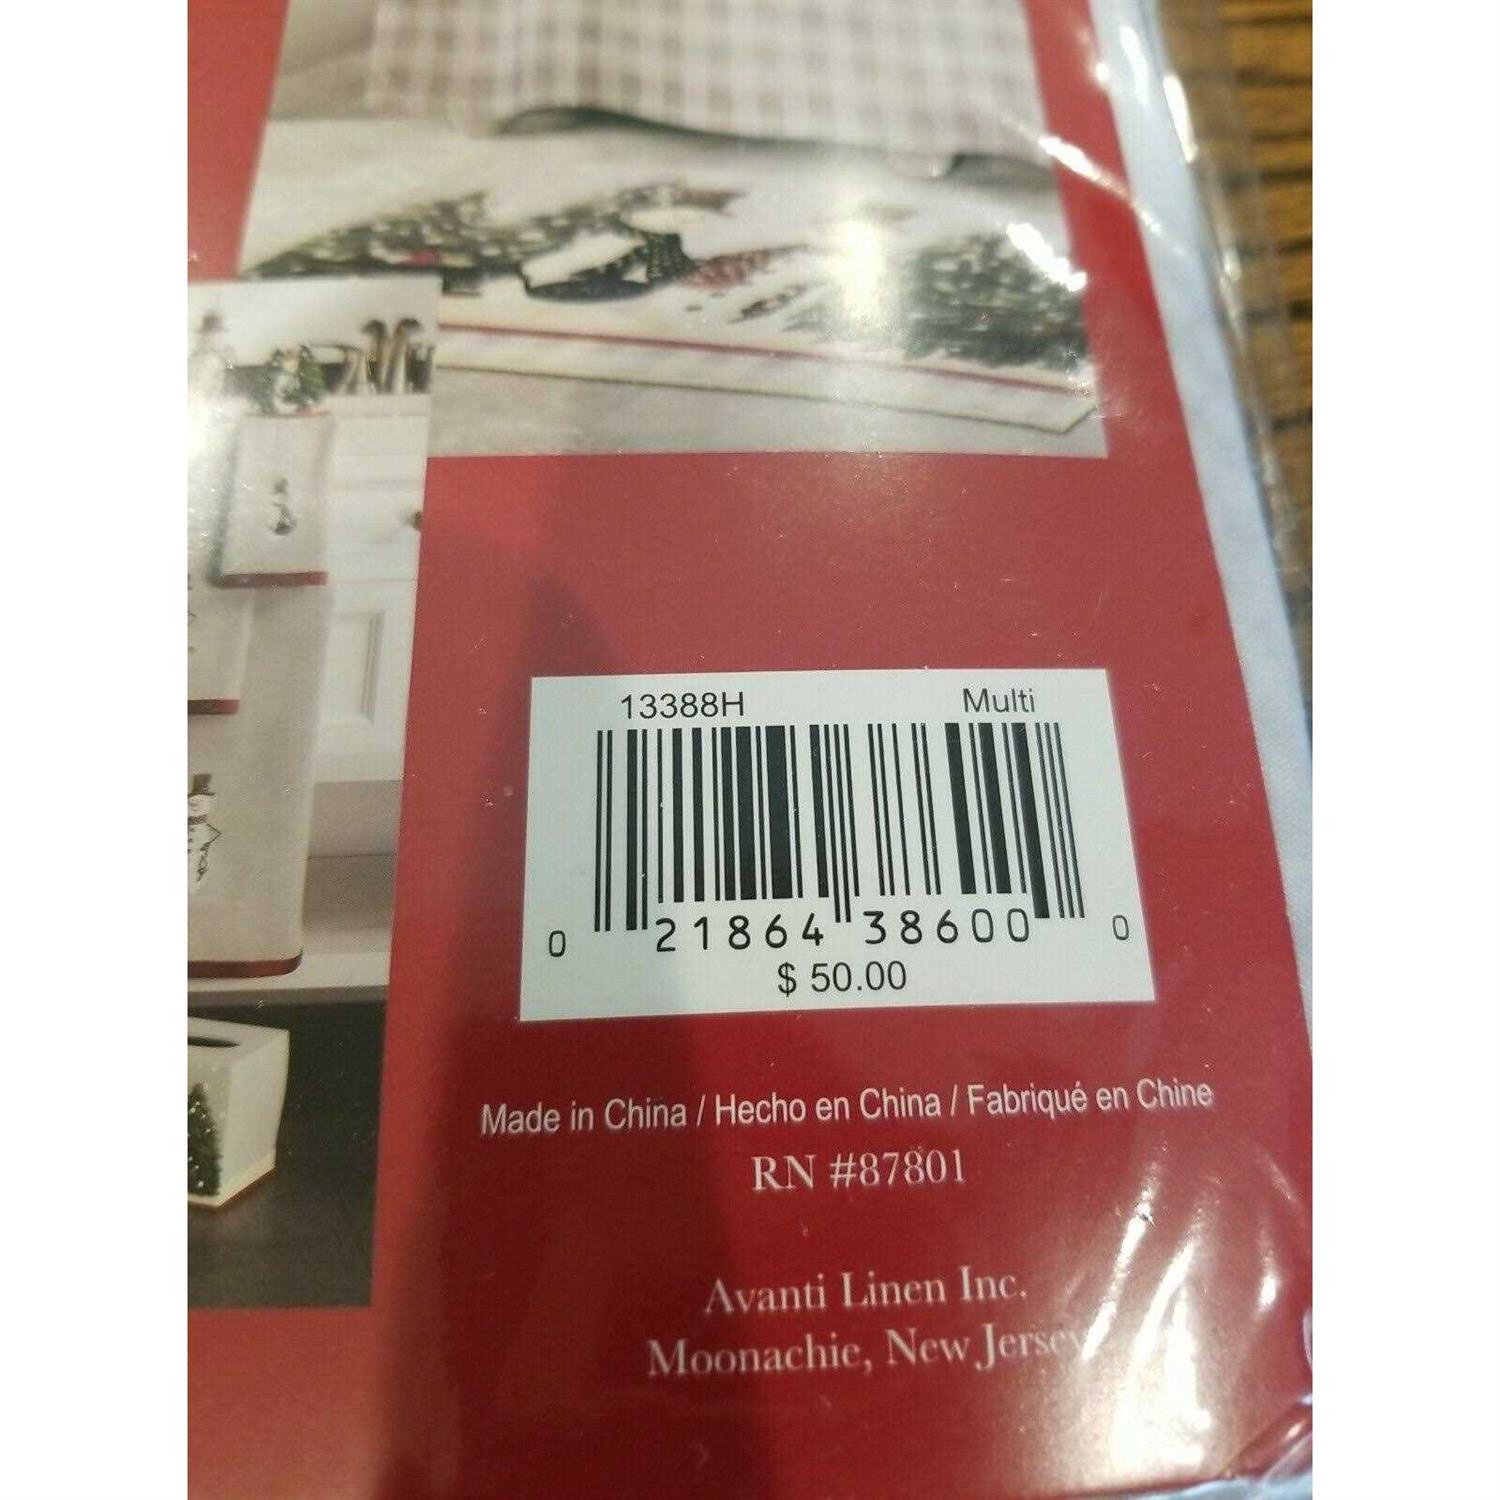 13388H Multi
0 21864 38600 0
$ 50.00
Made in China / Hecho en China / Fabriqué en Chine
RN #87801
Avanti Linen Inc.
Moonachie, New Jersey